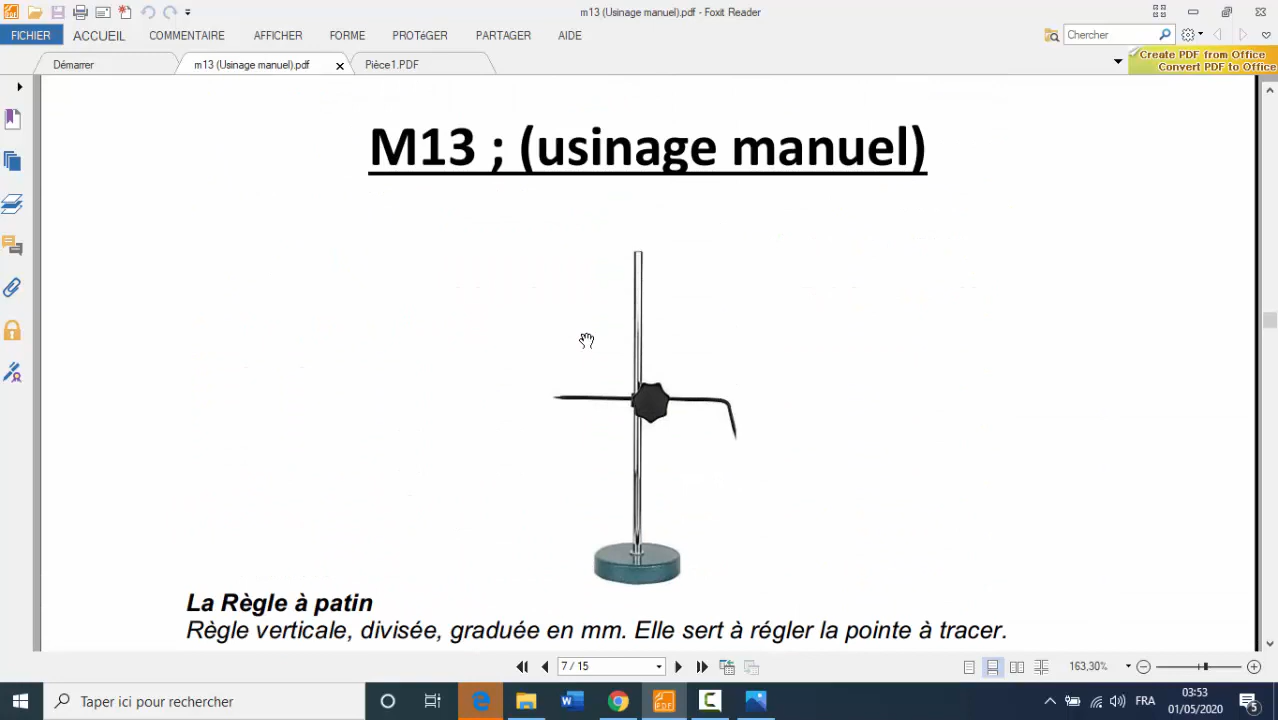 m13 (Usinage manuel).pdf - Foxit Reader
FICHIER ACCUEIL COMMENTAIRE AFFICHER FORME PROTéGER PARTAGER AIDE Chercher
Démarrer m13 (Usinage manuel).pdf Pièce1.PDF
Create PDF from Office
Convert PDF to Office
M13 ; (usinage manuel)
La Règle à patin
Règle verticale, divisée, graduée en mm. Elle sert à régler la pointe à tracer.
7 / 15 163,30%
Taper ici pour rechercher
PDF
FRA
03:53
01/05/2020
5